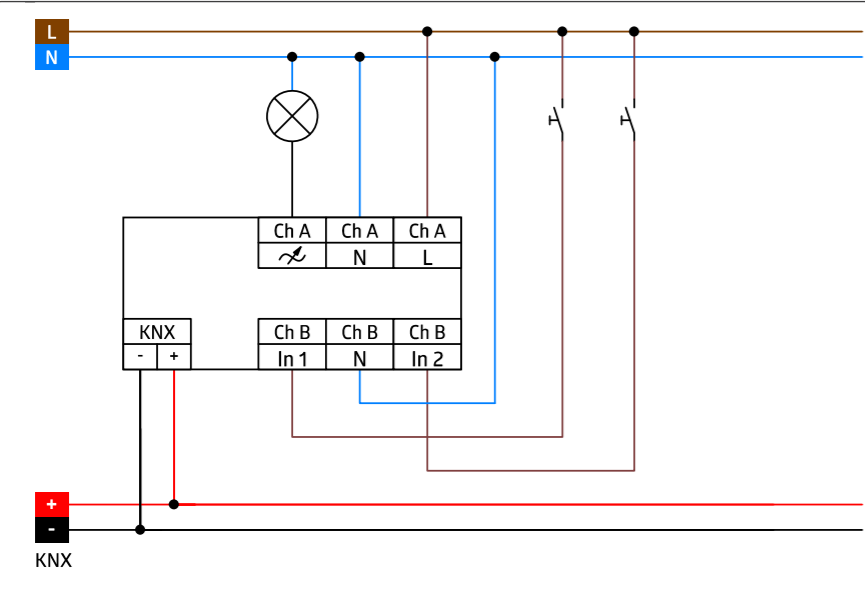 L
N
Ch A Ch A Ch A
N L
KNX
- +
Ch B Ch B Ch B
In 1 N In 2
+
-
KNX